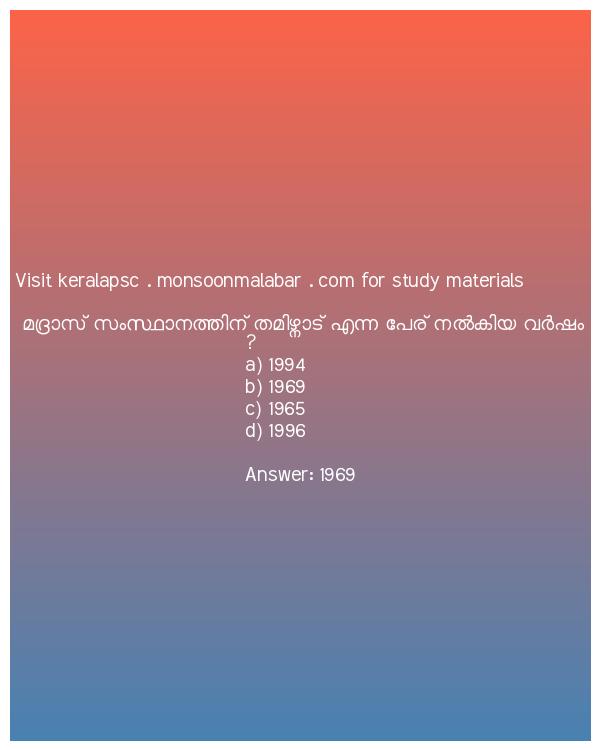 Visit keralapsc . monsoonmalabar . com for study materials
മദ്രാസ് സംസ്ഥാനത്തിന് തമിഴ്നാട് എന്ന പേര് നൽകിയ വർഷം
?
a) 1994
b) 1969
c) 1965
d) 1996
Answer: 1969